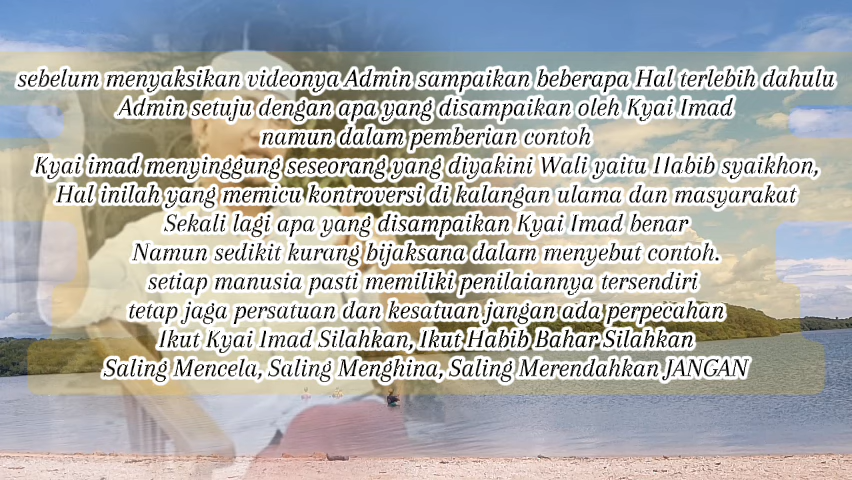 sebelum menyaksikan videonya Admin sampaikan beberapa Hal terlebih dahulu
Admin setuju dengan apa yang disampaikan oleh Kyai Imad
namun dalam pemberian contoh
Kyai imad menyinggung seseorang yang diyakini Wali yaitu Habib syaikhon,
Hal inilah yang memicu kontroversi di kalangan ulama dan masyarakat
Sekali lagi apa yang disampaikan Kyai Imad benar
Namun sedikit kurang bijaksana dalam menyebut contoh.
setiap manusia pasti memiliki penilaiannya tersendiri
tetap jaga persatuan dan kesatuan jangan ada perpecahan
Ikut Kyai Imad Silahkan, Ikut Habib Bahar Silahkan
Saling Mencela, Saling Menghina, Saling Merendahkan JANGAN